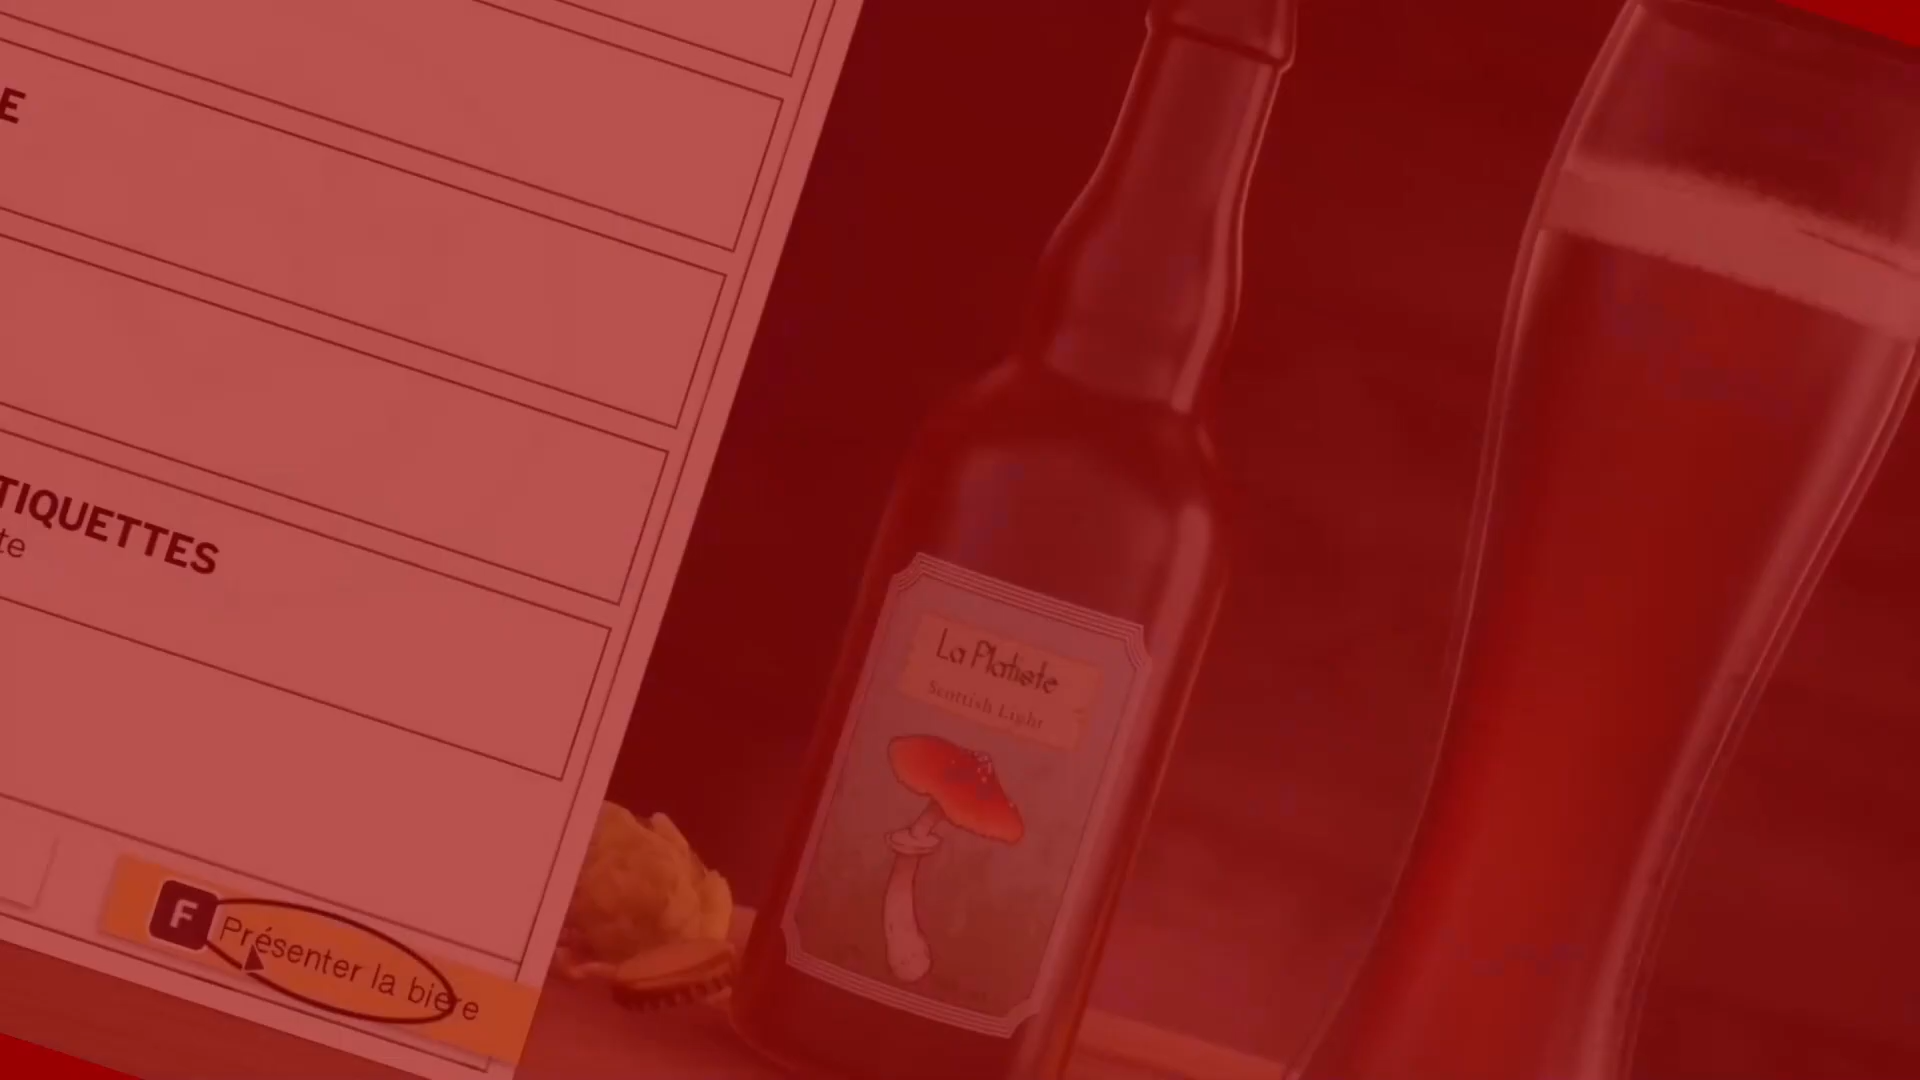 E
TIQUETTES
te
F Présenter la bière
La Platiste
Scottish Light